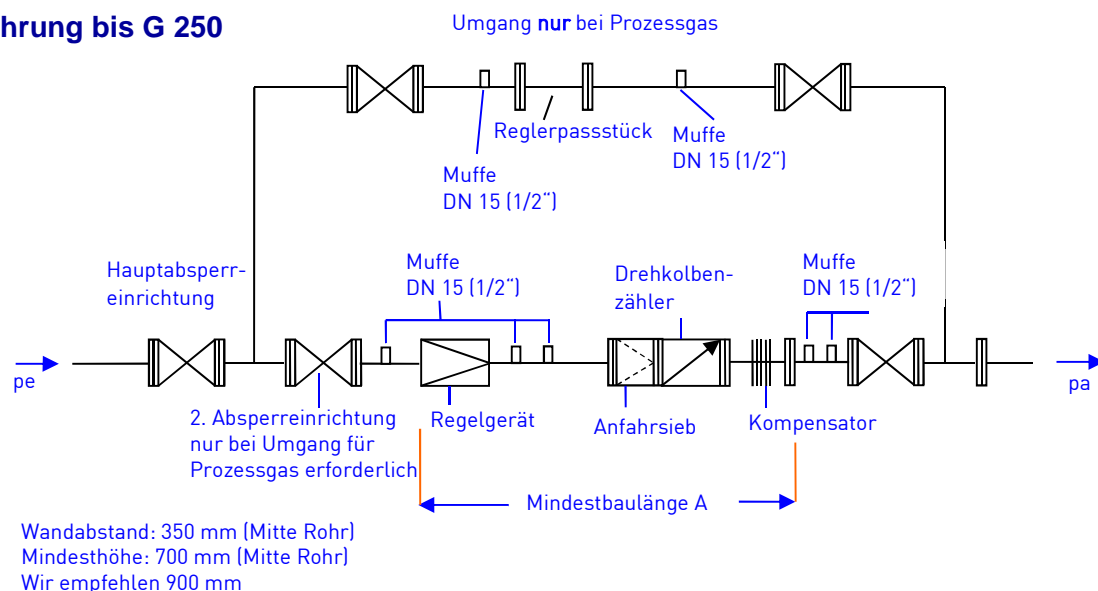 hrung bis G 250
Umgang nur bei Prozessgas
Reglerpassstück
Muffe
DN 15 (1/2“)
Muffe
DN 15 (1/2“)
Hauptabsperr-
einrichtung
Muffe
DN 15 (1/2“)
Drehkolben-
zähler
Muffe
DN 15 (1/2“)
pe
pa
2. Absperreinrichtung
nur bei Umgang für
Prozessgas erforderlich
Regelgerät
Anfahrsieb
Kompensator
Mindestbaulänge A
Wandabstand: 350 mm (Mitte Rohr)
Mindesthöhe: 700 mm (Mitte Rohr)
Wir empfehlen 900 mm